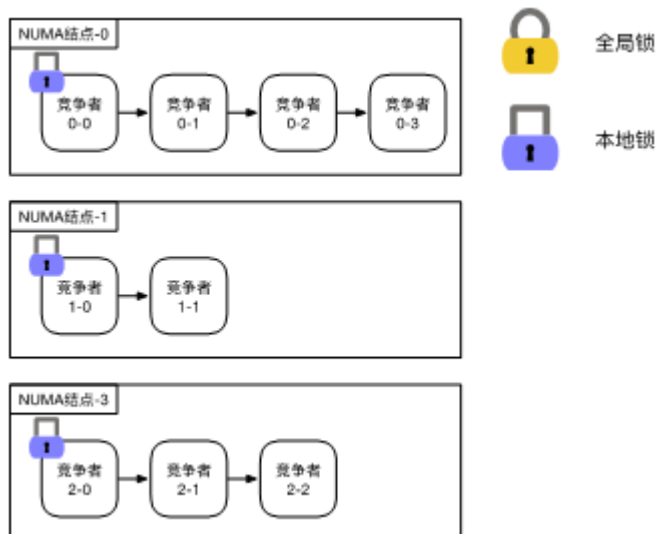 NUMA结点-0
竞争者
0-0
竞争者
0-1
竞争者
0-2
竞争者
0-3
全局锁
本地锁
NUMA结点-1
竞争者
1-0
竞争者
1-1
NUMA结点-3
竞争者
2-0
竞争者
2-1
竞争者
2-2